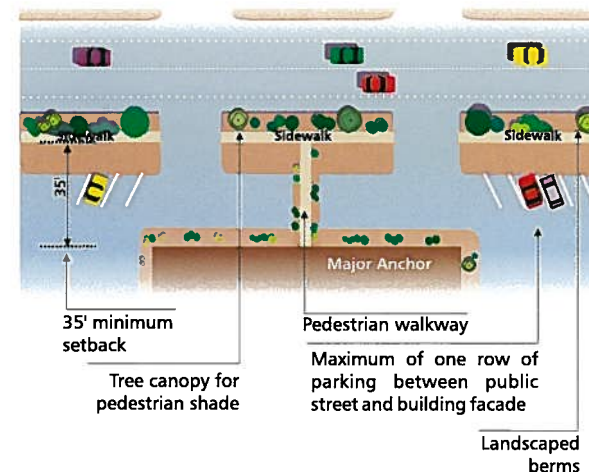 Sidewalk
Sidewalk
Sidewalk
35'
Major Anchor
35' minimum
setback
Pedestrian walkway
Tree canopy for
pedestrian shade
Maximum of one row of
parking between public
street and building facade
Landscaped
berms